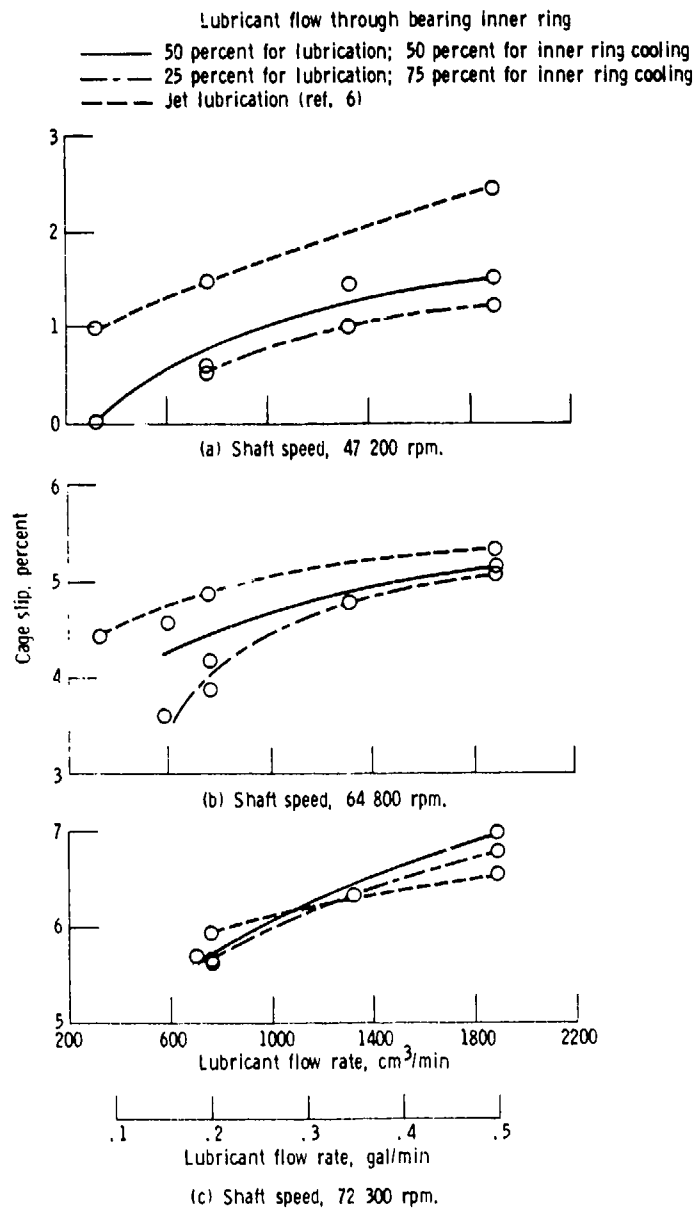 Lubricant flow through bearing inner ring
50 percent for lubrication; 50 percent for inner ring cooling
25 percent for lubrication; 75 percent for inner ring cooling
Jet lubrication (ref. 6)
3
2
1
0
(a) Shaft speed, 47 200 rpm.
Cage slip, percent
6
5
4
3
(b) Shaft speed, 64 800 rpm.
7
6
5
200 600 1000 1400 1800 2200
Lubricant flow rate, cm³/min
.1 .2 .3 .4 .5
Lubricant flow rate, gal/min
(c) Shaft speed, 72 300 rpm.